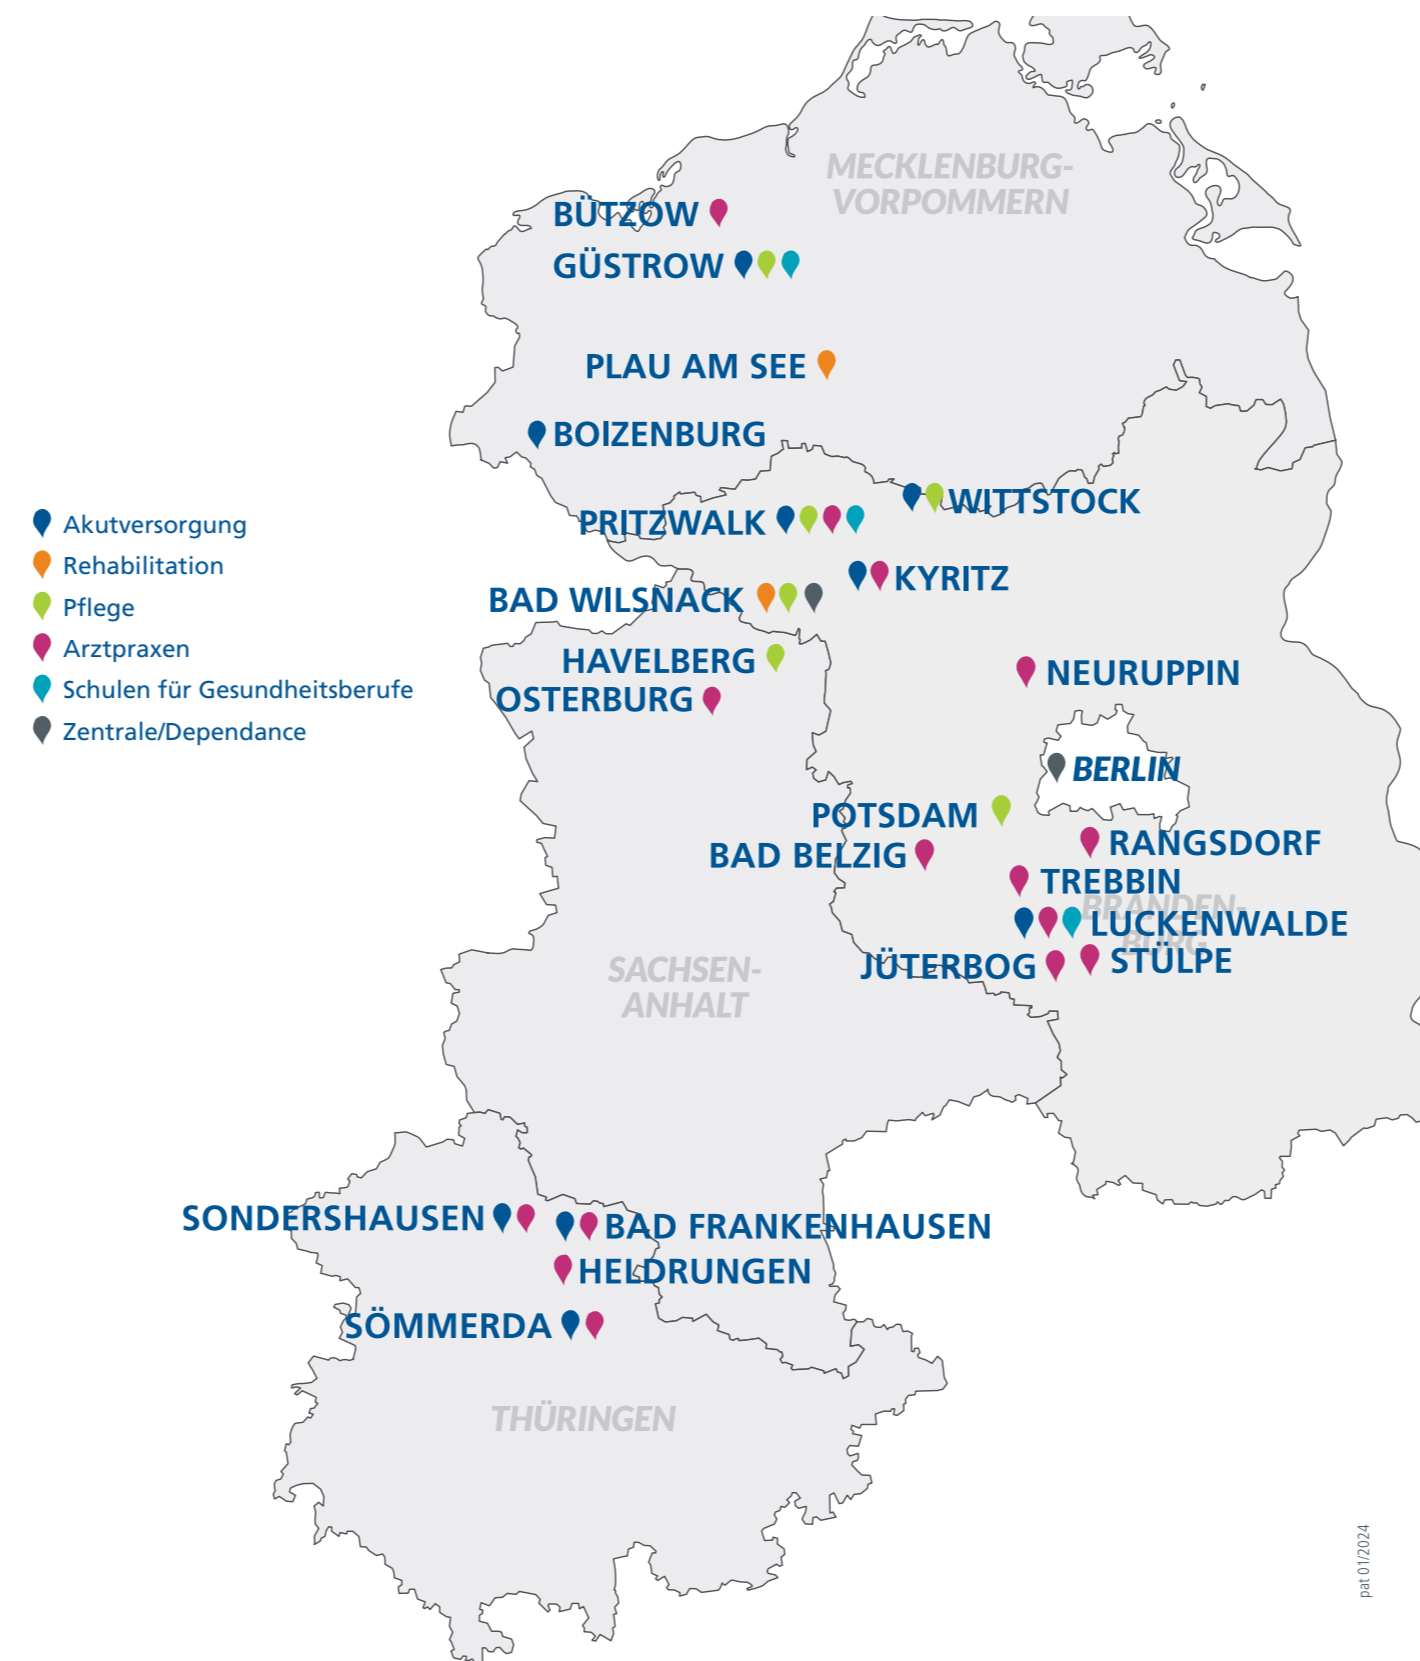 MECKLENBURG-
VORPOMMERN
BÜTZOW
GÜSTROW
PLAU AM SEE
BOIZENBURG
WITTSTOCK
PRITZWALK
KYRITZ
BAD WILSNACK
HAVELBERG
OSTERBURG
NEURUPPIN
Akutversorgung
Rehabilitation
Pflege
Arztpraxen
Schulen für Gesundheitsberufe
Zentrale/Dependance
BERLIN
POTSDAM
RANGSDORF
BAD BELZIG
TREBBIN
BRANDEN-
BURG
LUCKENWALDE
JÜTERBOG
STÜLPE
SACHSEN-
ANHALT
SONDERSHAUSEN
BAD FRANKENHAUSEN
HELDRUNGEN
SÖMMERDA
THÜRINGEN
pat 01/2024